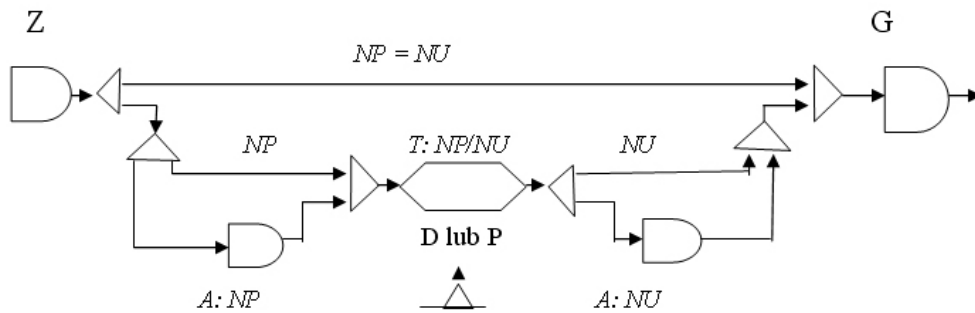 Z
G
NP = NU
NP
T: NP/NU
NU
D lub P
A: NP
A: NU